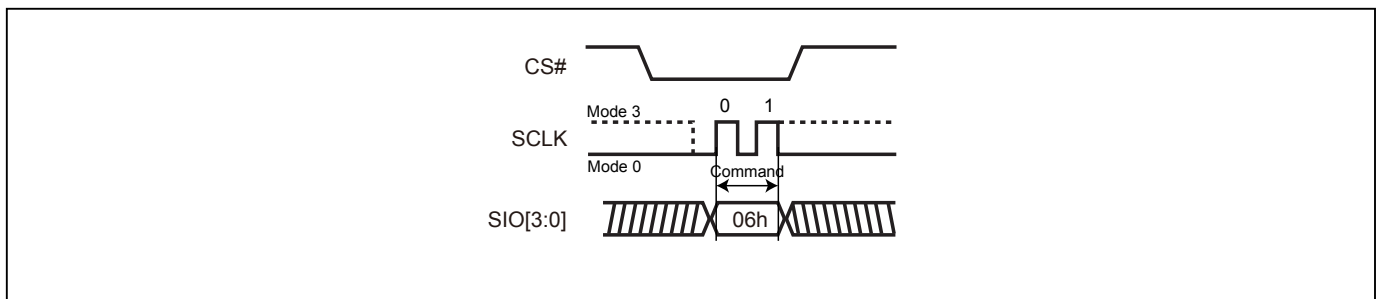 CS#
Mode 3
0 1
SCLK
Mode 0
Command
SIO[3:0]
06h